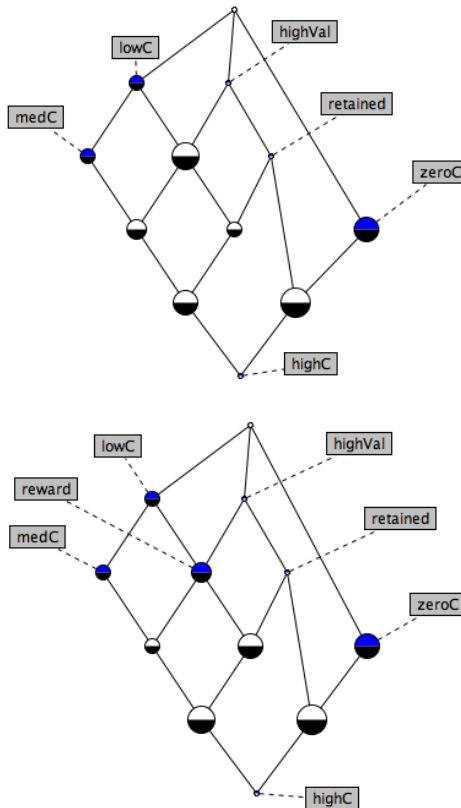 highVal
lowC
retained
medC
zeroC
highC
lowC
highVal
reward
retained
medC
zeroC
highC